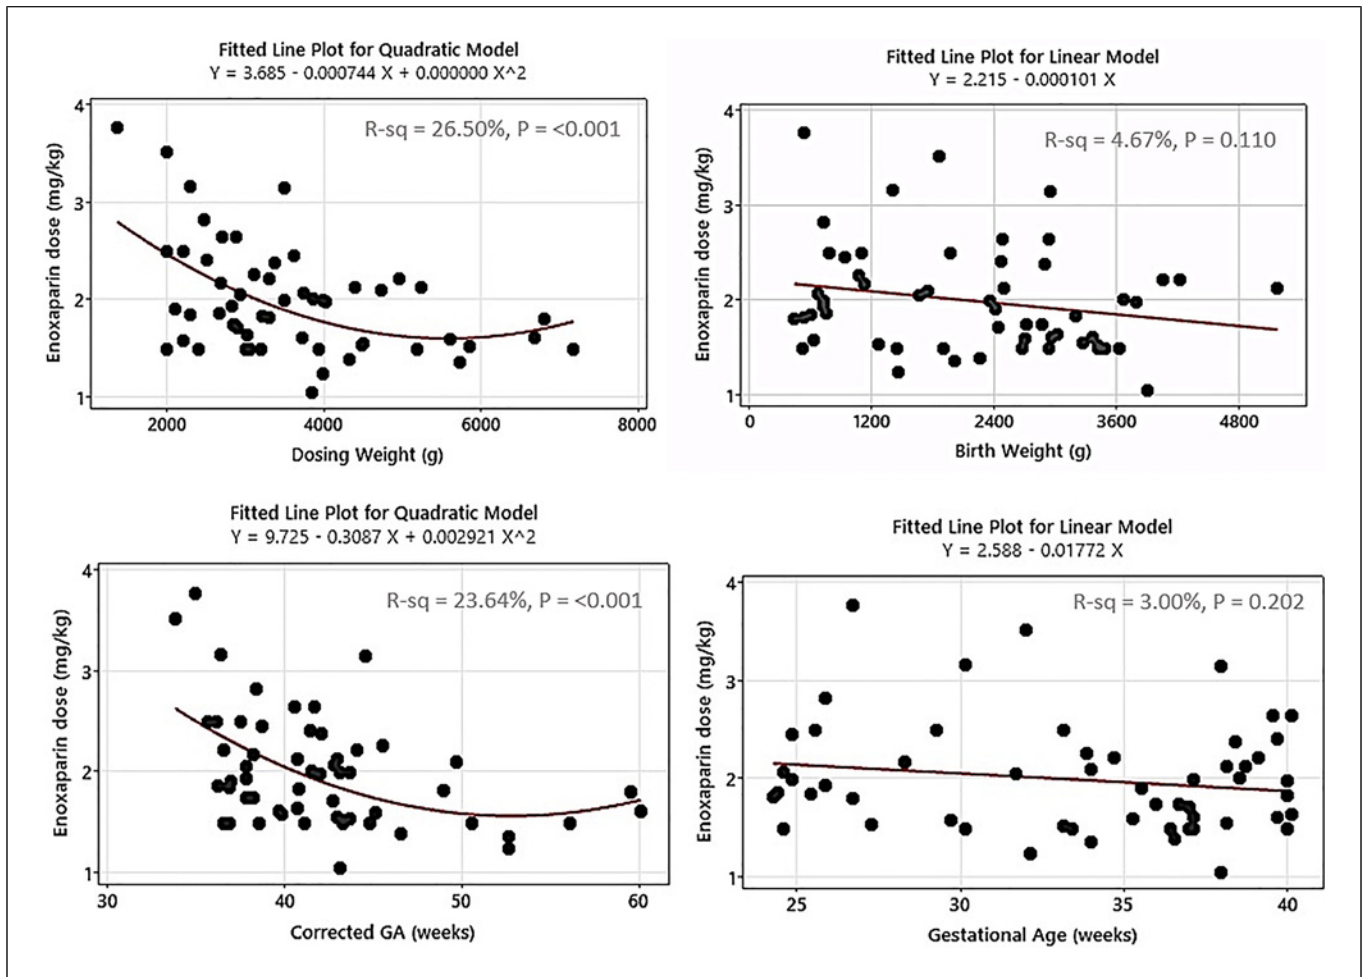 Fitted Line Plot for Quadratic Model
Y = 3.685 - 0.000744 X + 0.000000 X^2
R-sq = 26.50%, P = <0.001
Enoxaparin dose (mg/kg)
4
3
2
1
2000 4000 6000 8000
Dosing Weight (g)
Fitted Line Plot for Linear Model
Y = 2.215 - 0.000101 X
R-sq = 4.67%, P = 0.110
Enoxaparin dose (mg/kg)
4
3
2
1
0 1200 2400 3600 4800
Birth Weight (g)
Fitted Line Plot for Quadratic Model
Y = 9.725 - 0.3087 X + 0.002921 X^2
R-sq = 23.64%, P = <0.001
Enoxaparin dose (mg/kg)
4
3
2
1
30 40 50 60
Corrected GA (weeks)
Fitted Line Plot for Linear Model
Y = 2.588 - 0.01772 X
R-sq = 3.00%, P = 0.202
Enoxaparin dose (mg/kg)
4
3
2
1
25 30 35 40
Gestational Age (weeks)